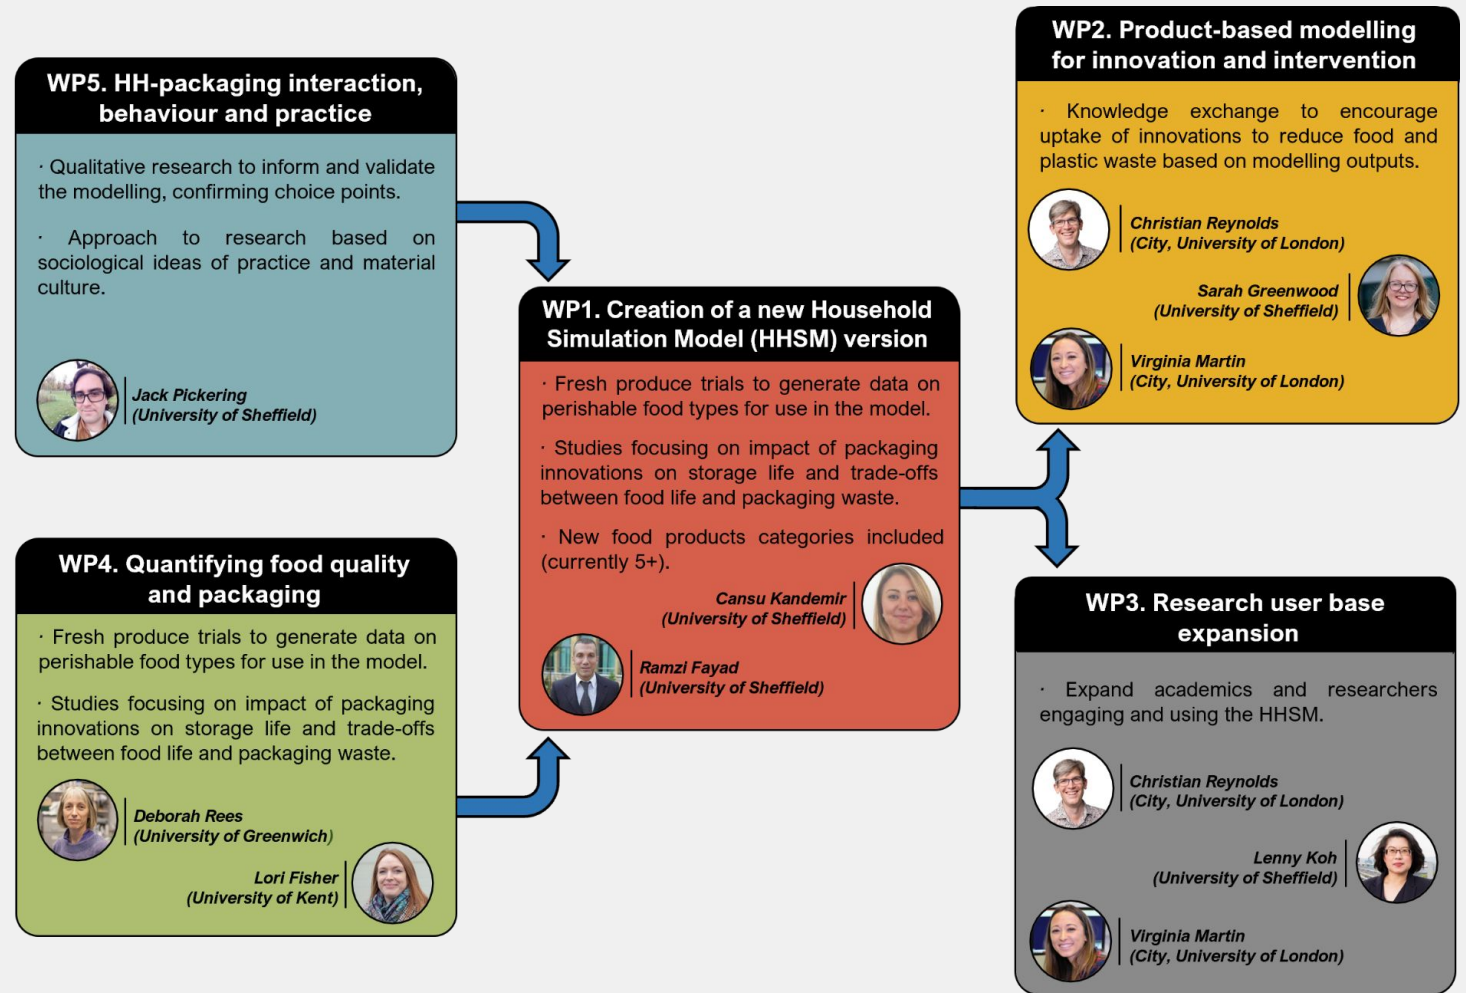 WP5. HH-packaging interaction,
behaviour and practice
· Qualitative research to inform and validate
the modelling, confirming choice points.
· Approach to research based on
sociological ideas of practice and material
culture.
Jack Pickering
(University of Sheffield)
WP4. Quantifying food quality
and packaging
· Fresh produce trials to generate data on
perishable food types for use in the model.
· Studies focusing on impact of packaging
innovations on storage life and trade-offs
between food life and packaging waste.
Deborah Rees
(University of Greenwich)
Lori Fisher
(University of Kent)
WP1. Creation of a new Household
Simulation Model (HHSM) version
· Fresh produce trials to generate data on
perishable food types for use in the model.
· Studies focusing on impact of packaging
innovations on storage life and trade-offs
between food life and packaging waste.
· New food products categories included
(currently 5+).
Cansu Kandemir
(University of Sheffield)
Ramzi Fayad
(University of Sheffield)
WP2. Product-based modelling
for innovation and intervention
· Knowledge exchange to encourage
uptake of innovations to reduce food and
plastic waste based on modelling outputs.
Christian Reynolds
(City, University of London)
Sarah Greenwood
(University of Sheffield)
Virginia Martin
(City, University of London)
WP3. Research user base
expansion
· Expand academics and researchers
engaging and using the HHSM.
Christian Reynolds
(City, University of London)
Lenny Koh
(University of Sheffield)
Virginia Martin
(City, University of London)